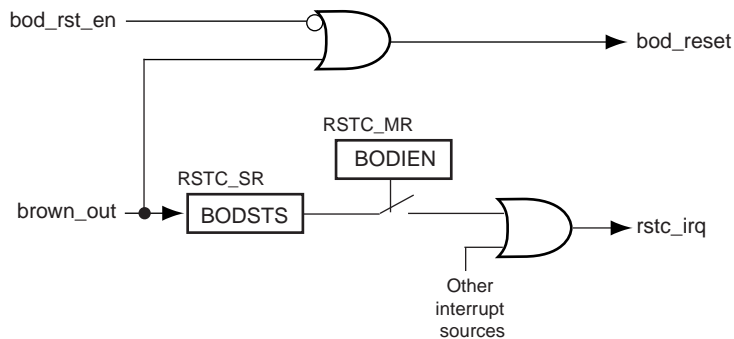 bod_rst_en
bod_reset
RSTC_MR
BODIEN
RSTC_SR
brown_out
BODSTS
rstc_irq
Other
interrupt
sources